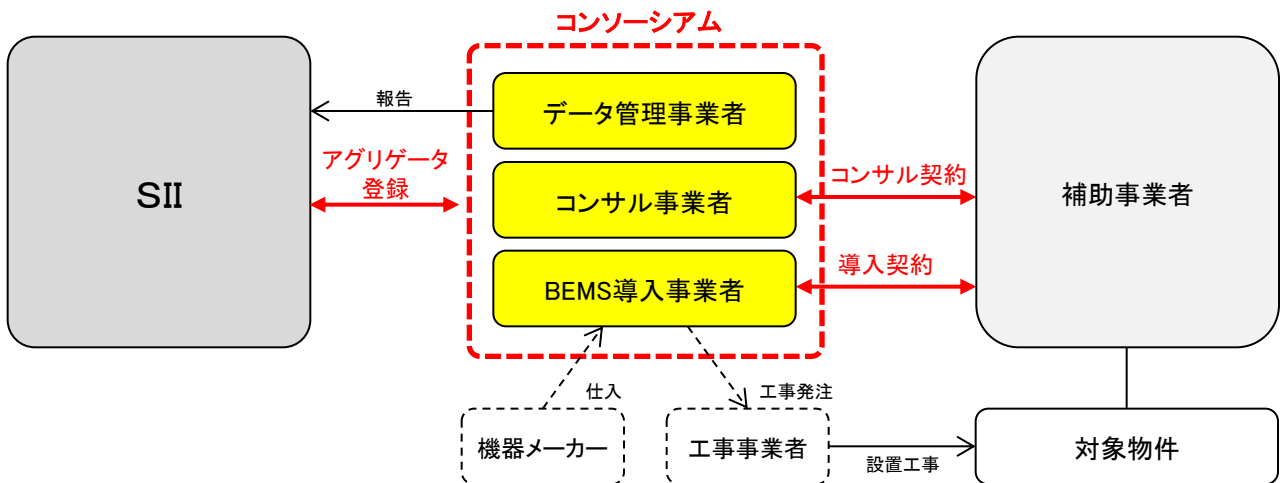 コンソーシアム
SII
報告
アグリゲータ
登録
データ管理事業者
コンサル事業者
BEMS導入事業者
コンサル契約
導入契約
補助事業者
仕入
工事発注
機器メーカー
工事事業者
設置工事
対象物件